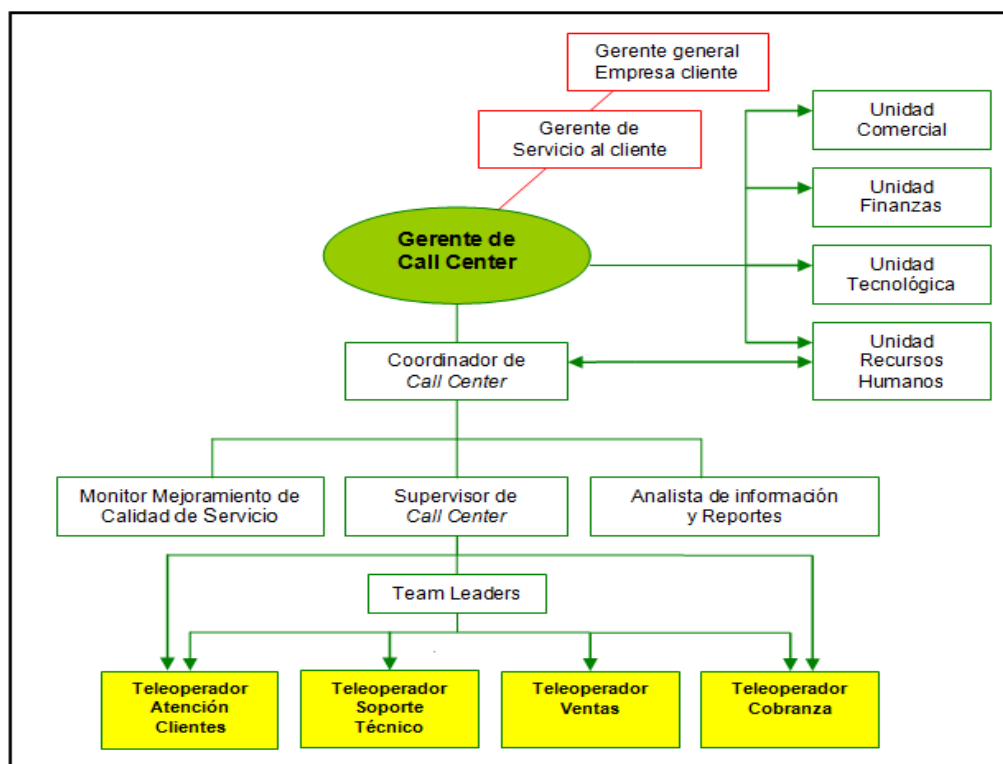 Gerente general
Empresa cliente
Gerente de
Servicio al cliente
Gerente de
Call Center
Unidad
Comercial
Unidad
Finanzas
Unidad
Tecnológica
Unidad
Recursos
Humanos
Coordinador de
Call Center
Monitor Mejoramiento de
Calidad de Servicio
Supervisor de
Call Center
Analista de información
y Reportes
Team Leaders
Teleoperador
Atención
Clientes
Teleoperador
Soporte
Técnico
Teleoperador
Ventas
Teleoperador
Cobranza